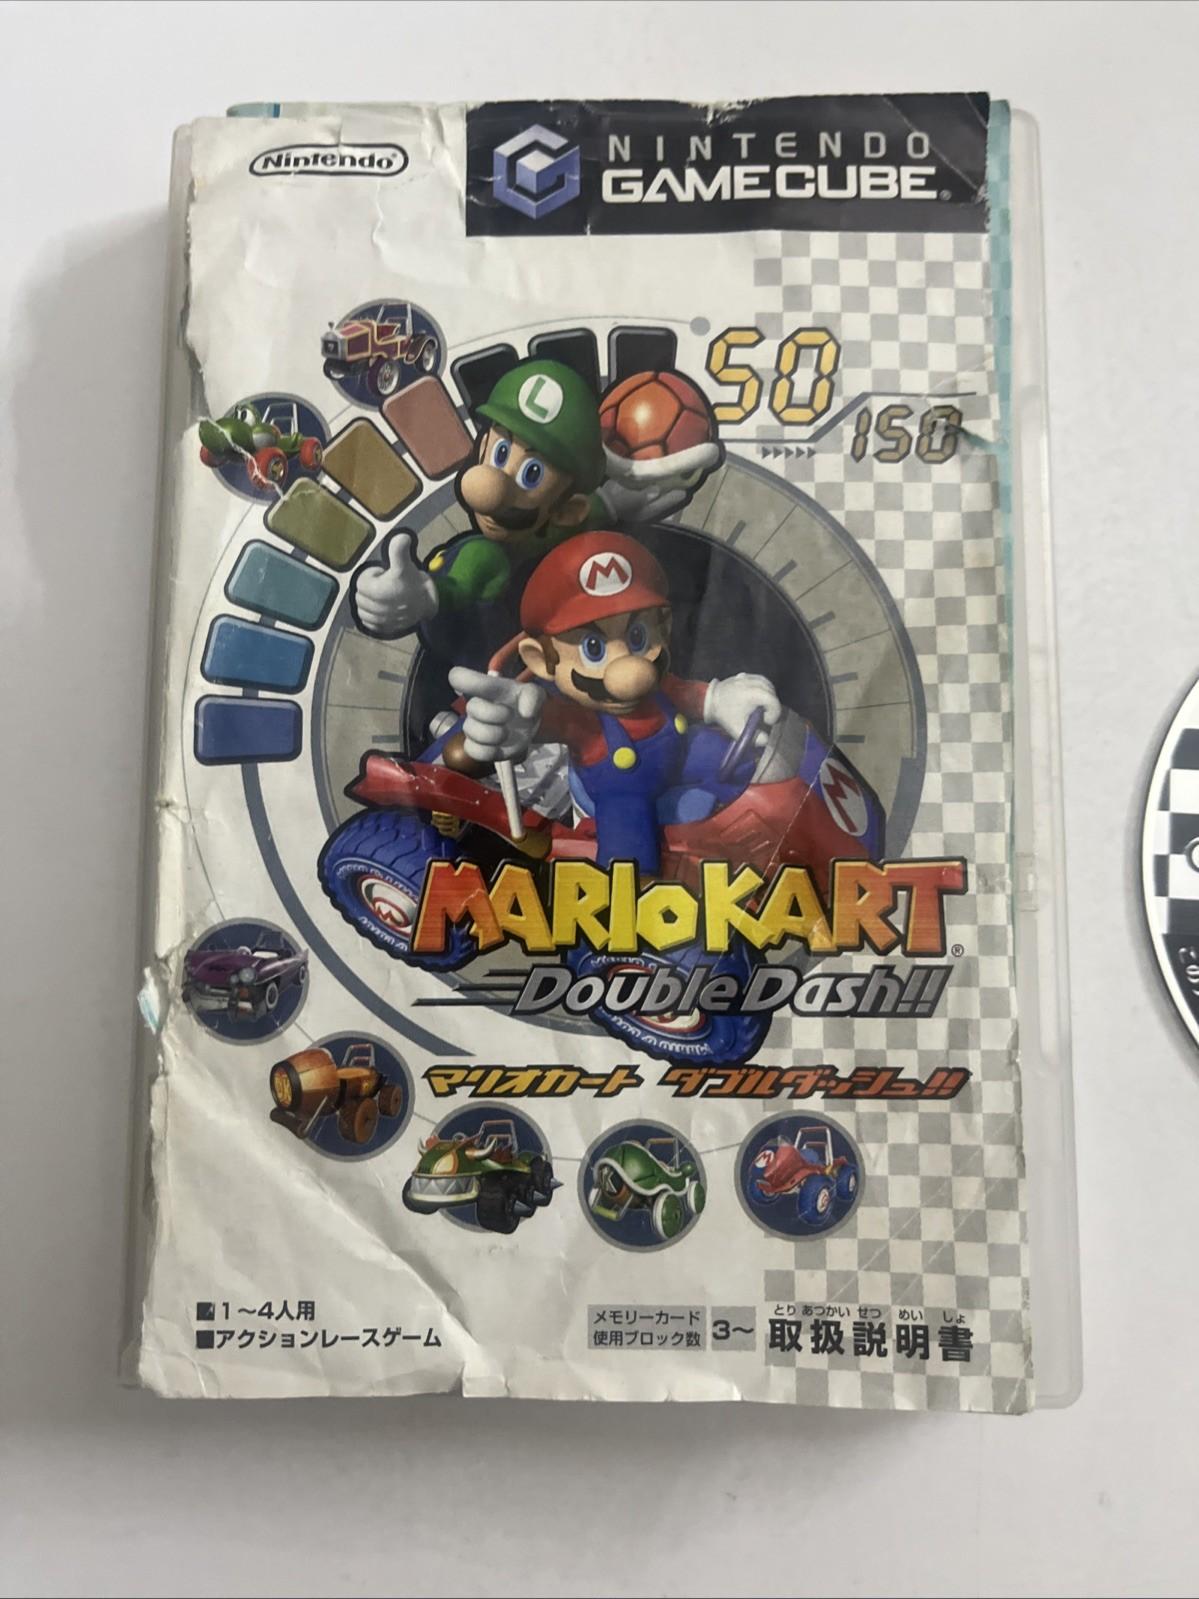 Nintendo®
NINTENDO
GAMECUBE®
50
150
L
M
M
MARIOKART®
Double Dash!!
マリオカート ダブルダッシュ!!
■1〜4人用
■アクションレースゲーム
メモリーカード
使用ブロック数
3〜
とり あつかい せつ めい しょ
取扱説明書